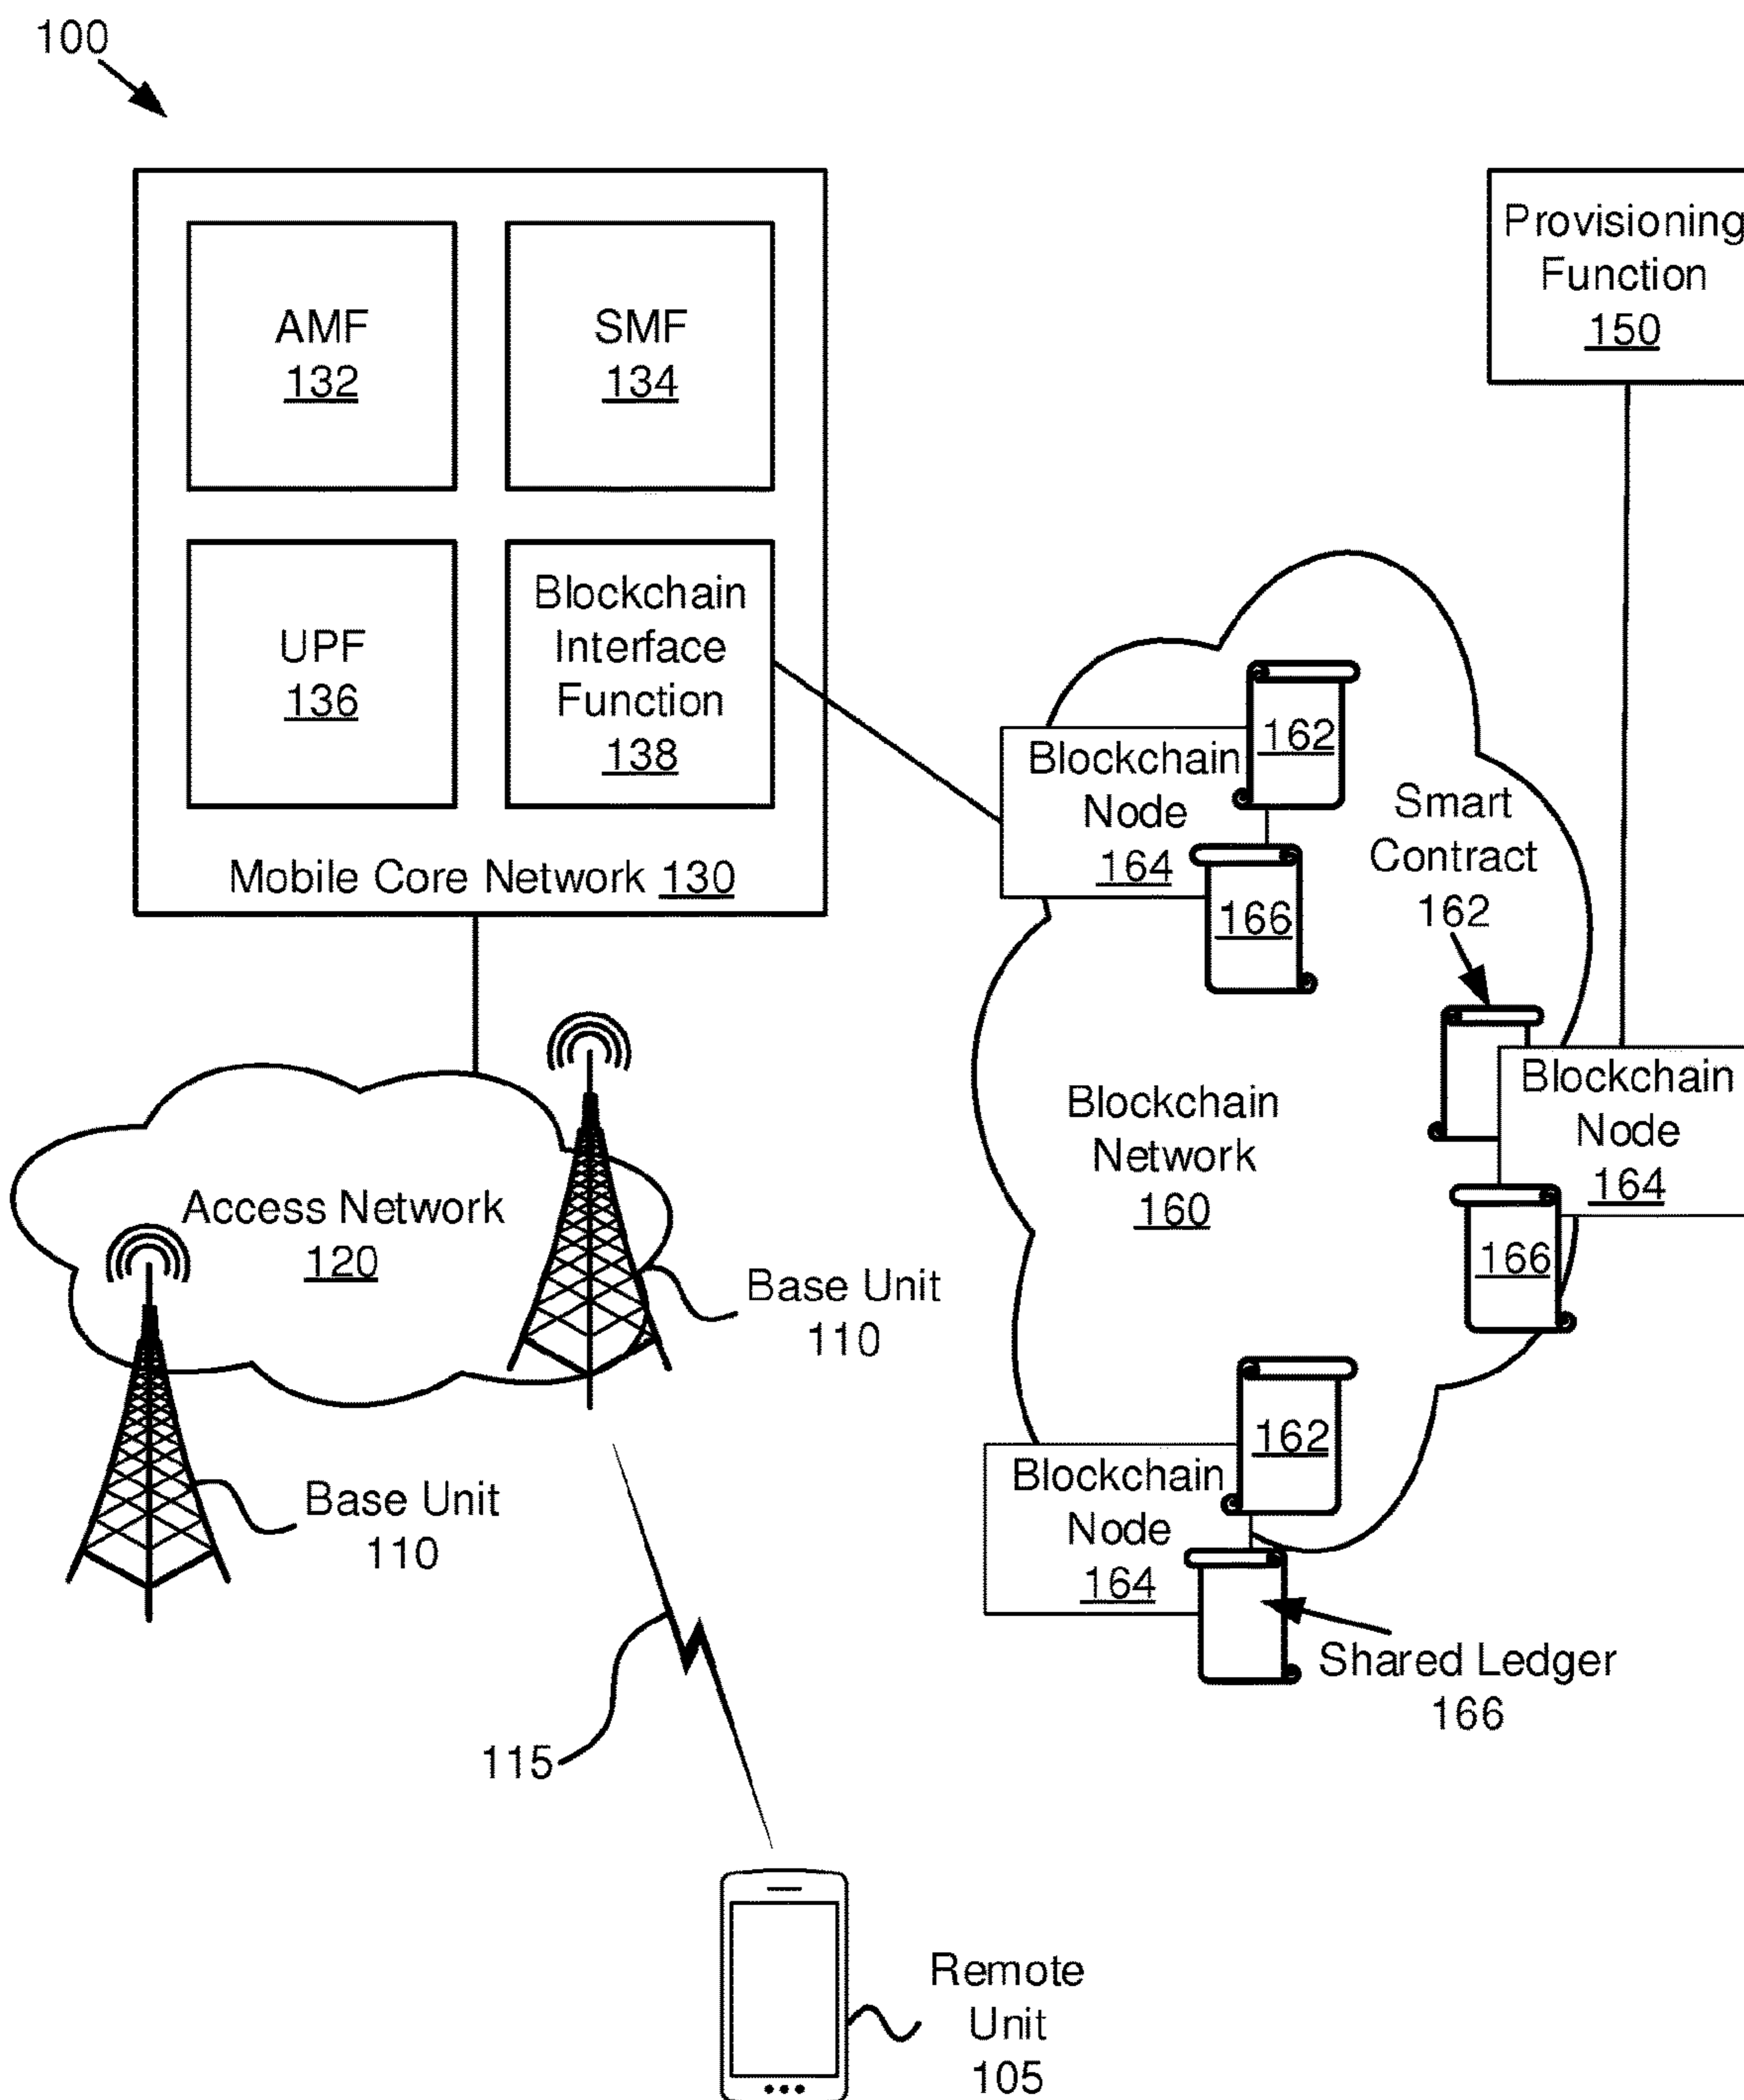 100
AMF
132
SMF
134
UPF
136
Blockchain
Interface
Function
138
Mobile Core Network 130
Provisioning
Function
150
Blockchain
Node
164
162
166
Smart
Contract
162
Blockchain
Network
160
Blockchain
Node
164
166
Access Network
120
Base Unit
110
Base Unit
110
Blockchain
Node
164
162
Shared Ledger
166
115
Remote
Unit
105